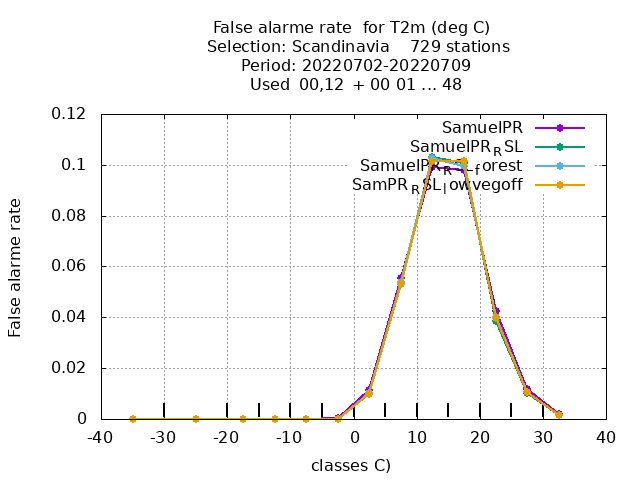 False alarme rate  for T2m (deg C)
Selection: Scandinavia    729 stations
Period: 20220702-20220709
Used  00,12  + 00 01 ... 48
SamuelPR
SamuelPR_RSL
SamuelPR_RSL_forest
SamPR_RSL_lowvegoff
False alarme rate
0.12
0.1
0.08
0.06
0.04
0.02
0
-40 -30 -20 -10 0 10 20 30 40
classes C)